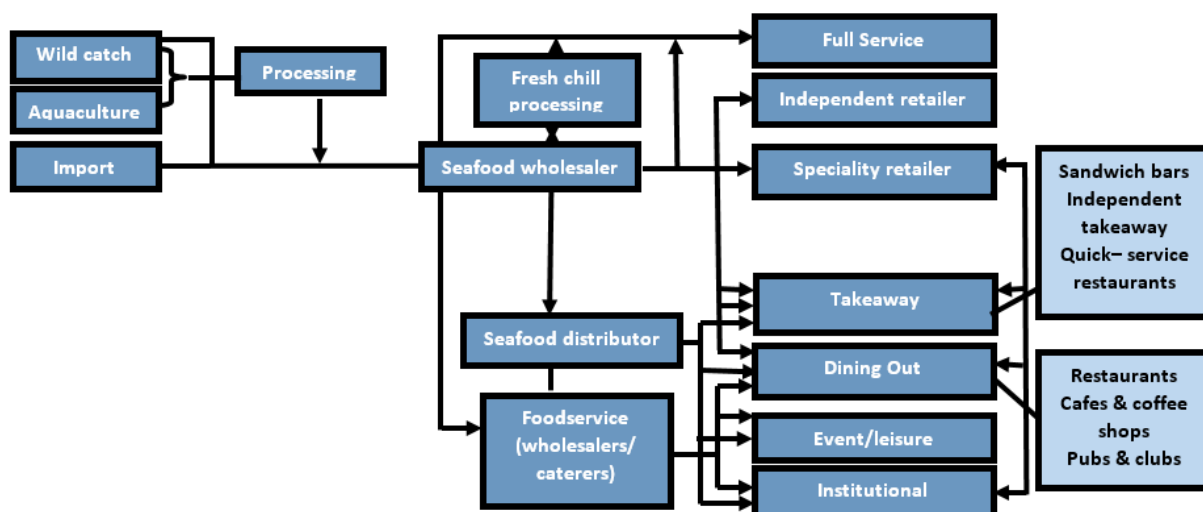 Wild catch
Aquaculture
Import
Processing
Fresh chill
processing
Seafood wholesaler
Seafood distributor
Foodservice
(wholesalers/
caterers)
Full Service
Independent retailer
Speciality retailer
Takeaway
Dining Out
Event/leisure
Institutional
Sandwich bars
Independent
takeaway
Quick– service
restaurants
Restaurants
Cafes & coffee
shops
Pubs & clubs